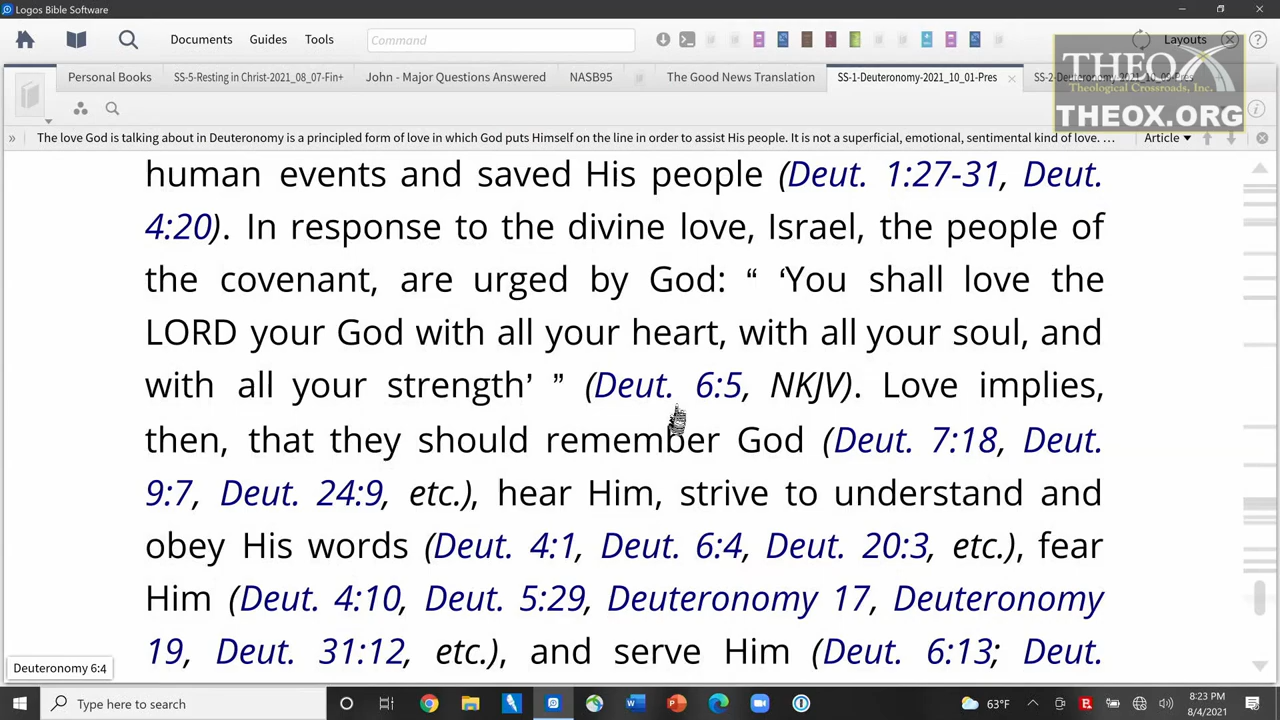 Logos Bible Software
Documents Guides Tools Command Layouts
Personal Books SS-5-Resting in Christ-2021_08_07-Fin+ John - Major Questions Answered NASB95 The Good News Translation SS-1-Deuteronomy-2021_10_01-Pres SS-2-Deuteronomy
THEOX
Theological Crossroads, Inc.
THEOX.ORG
» The love God is talking about in Deuteronomy is a principled form of love in which God puts Himself on the line in order to assist His people. It is not a superficial, emotional, sentimental kind of love. … Article
human events and saved His people (Deut. 1:27-31, Deut.
4:20). In response to the divine love, Israel, the people of
the covenant, are urged by God: “ ‘You shall love the
LORD your God with all your heart, with all your soul, and
with all your strength’ ” (Deut. 6:5, NKJV). Love implies,
then, that they should remember God (Deut. 7:18, Deut.
9:7, Deut. 24:9, etc.), hear Him, strive to understand and
obey His words (Deut. 4:1, Deut. 6:4, Deut. 20:3, etc.), fear
Him (Deut. 4:10, Deut. 5:29, Deuteronomy 17, Deuteronomy
19, Deut. 31:12, etc.), and serve Him (Deut. 6:13; Deut.
Deuteronomy 6:4
Type here to search 63°F 8:23 PM
8/4/2021